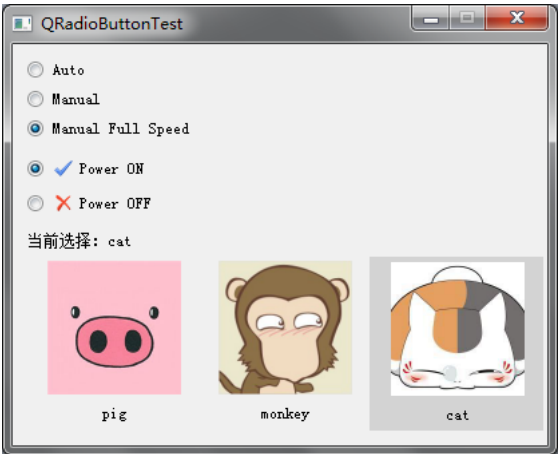 QRadioButtonTest
Auto
Manual
Manual Full Speed
Power ON
Power OFF
当前选择: cat
pig monkey cat